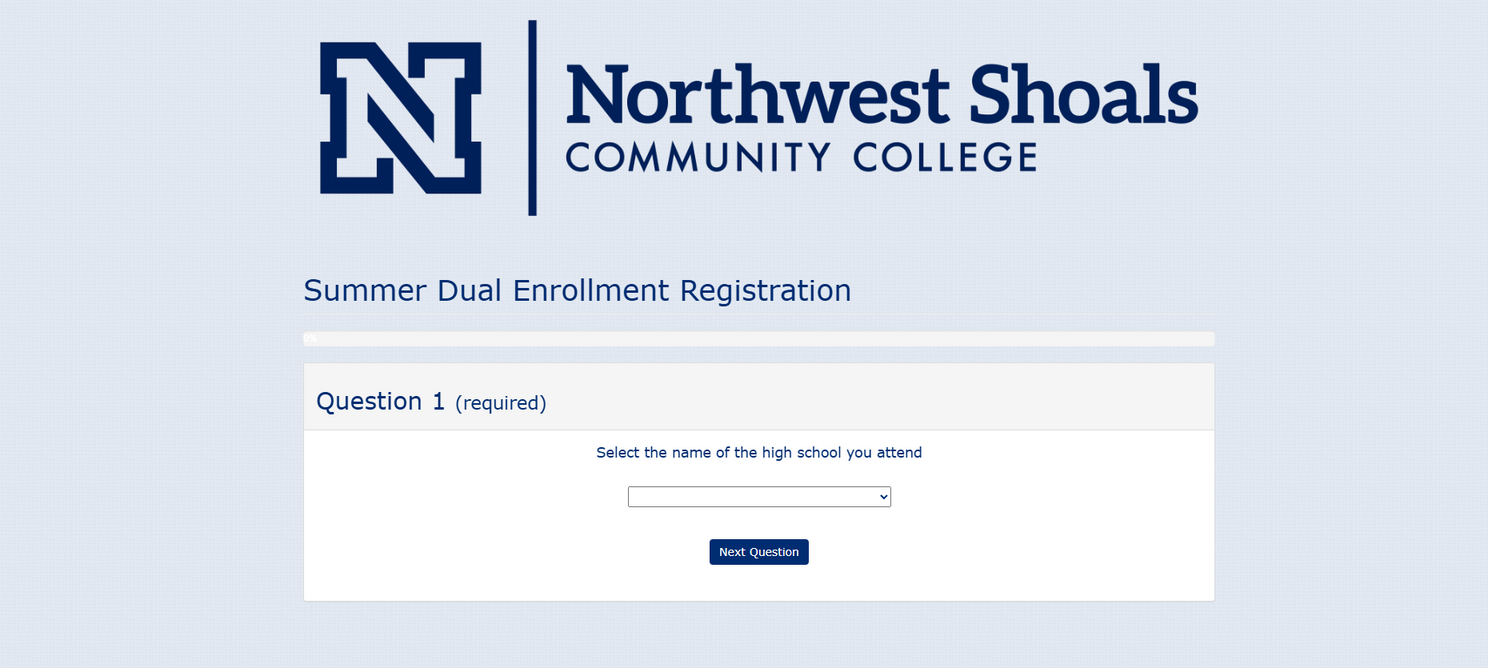 N
Northwest Shoals
COMMUNITY COLLEGE
Summer Dual Enrollment Registration
0%
Question 1 (required)
Select the name of the high school you attend
Next Question